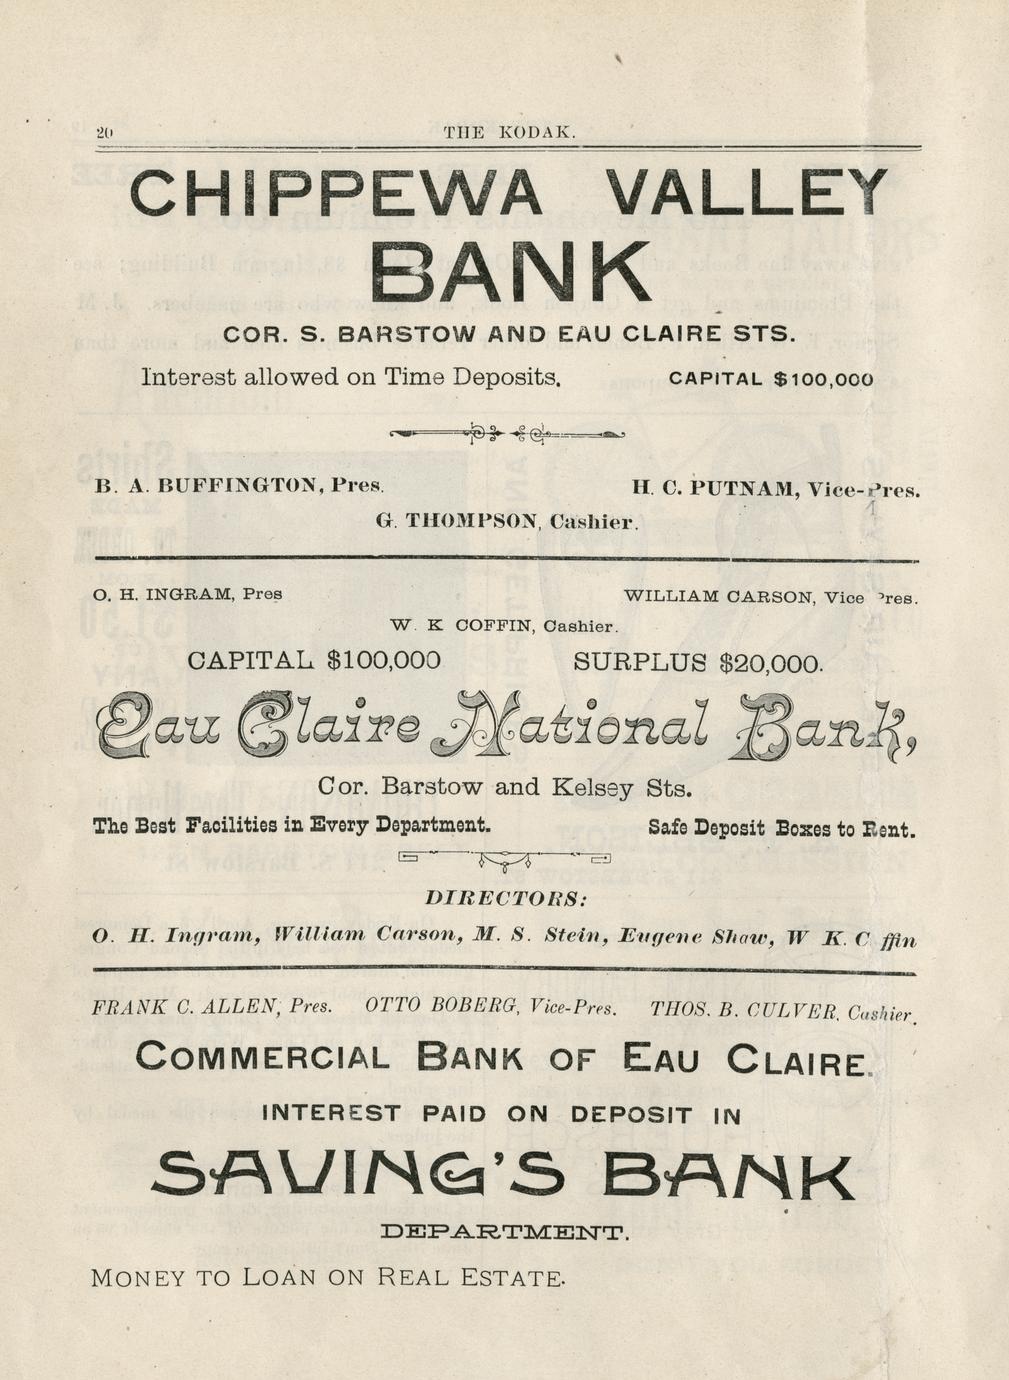 20
THE KODAK.
CHIPPEWA VALLEY
BANK
COR. S. BARSTOW AND EAU CLAIRE STS.
Interest allowed on Time Deposits.
CAPITAL $100,000
B. A. BUFFINGTON, Pres.
H. C. PUTNAM, Vice-Pres.
G. THOMPSON, Cashier.
O. H. INGRAM, Pres
WILLIAM CARSON, Vice Pres.
W. K COFFIN, Cashier.
CAPITAL $100,000
SURPLUS $20,000.
Eau Claire National Bank,
Cor. Barstow and Kelsey Sts.
The Best Facilities in Every Department.
Safe Deposit Boxes to Rent.
DIRECTORS:
O. H. Ingram, William Carson, M. S. Stein, Eugene Shaw, W K. C ffin
FRANK C. ALLEN, Pres. OTTO BOBERG, Vice-Pres. THOS. B. CULVER, Cashier.
COMMERCIAL BANK OF EAU CLAIRE.
INTEREST PAID ON DEPOSIT IN
SAVING'S BANK
DEPARTMENT.
MONEY TO LOAN ON REAL ESTATE.